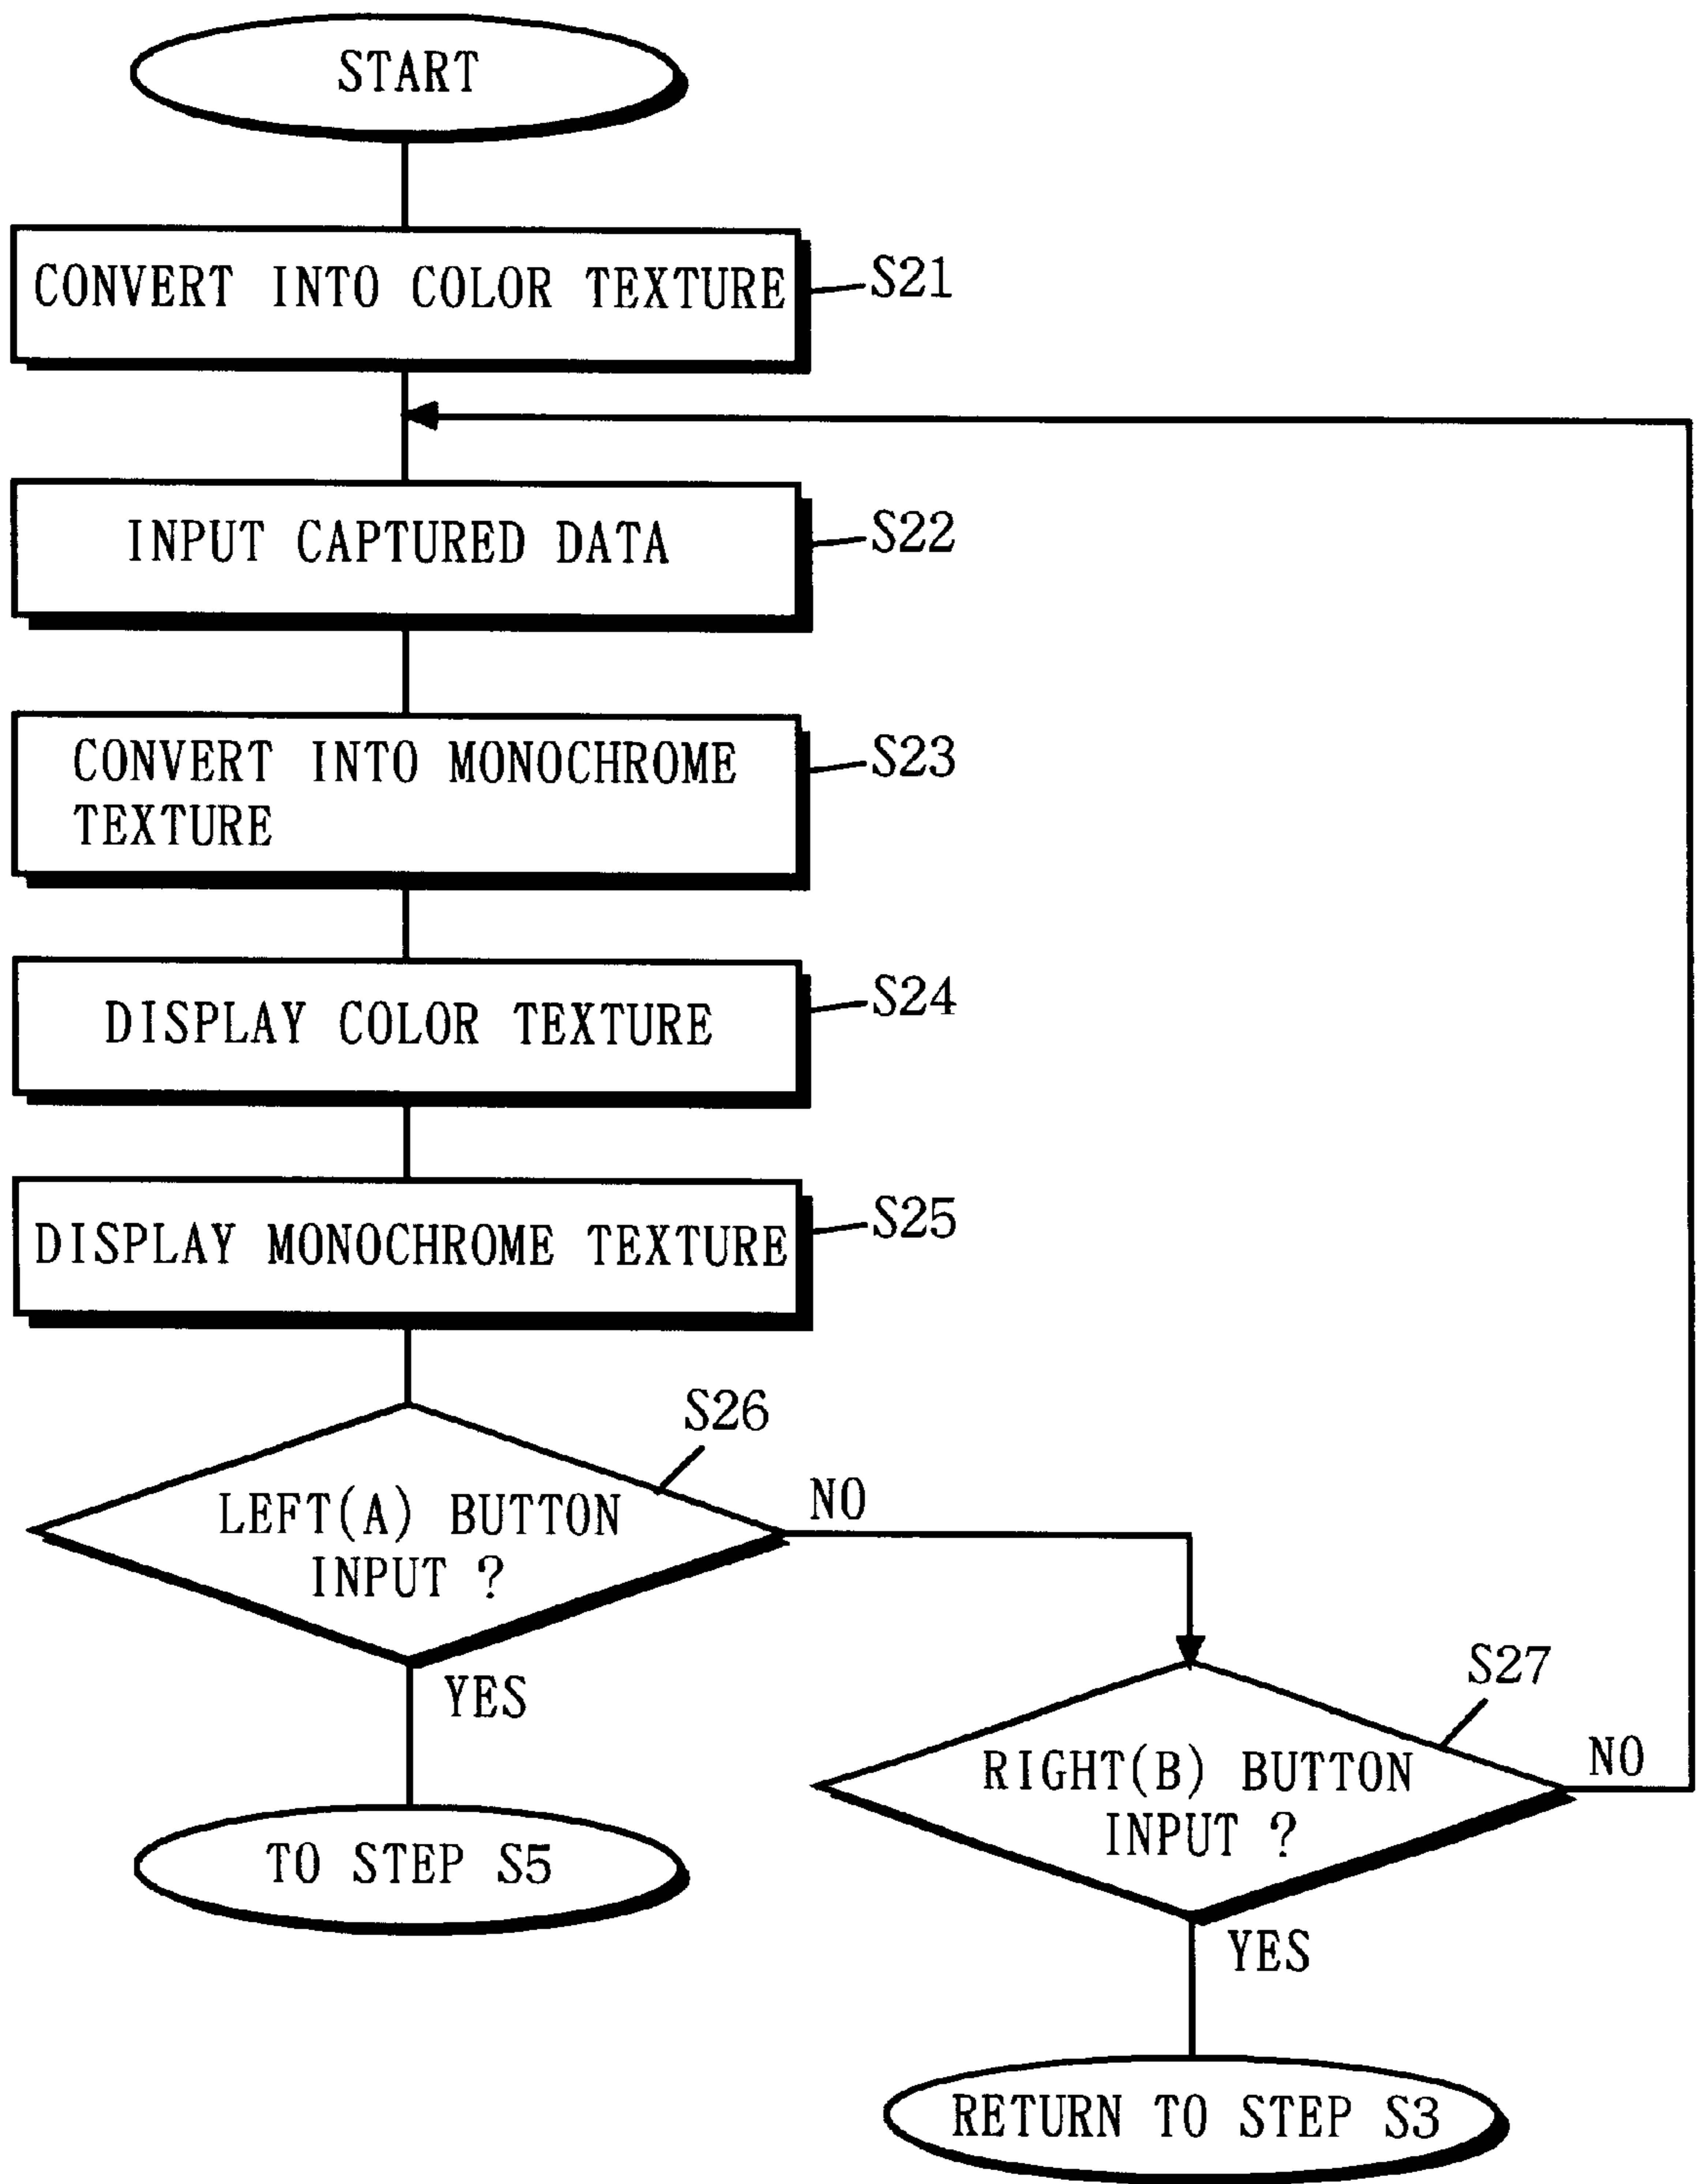 START
CONVERT INTO COLOR TEXTURE
S21
INPUT CAPTURED DATA
S22
CONVERT INTO MONOCHROME
TEXTURE
S23
DISPLAY COLOR TEXTURE
S24
DISPLAY MONOCHROME TEXTURE
S25
S26
LEFT(A) BUTTON
INPUT ?
NO
YES
TO STEP S5
S27
RIGHT(B) BUTTON
INPUT ?
NO
YES
RETURN TO STEP S3